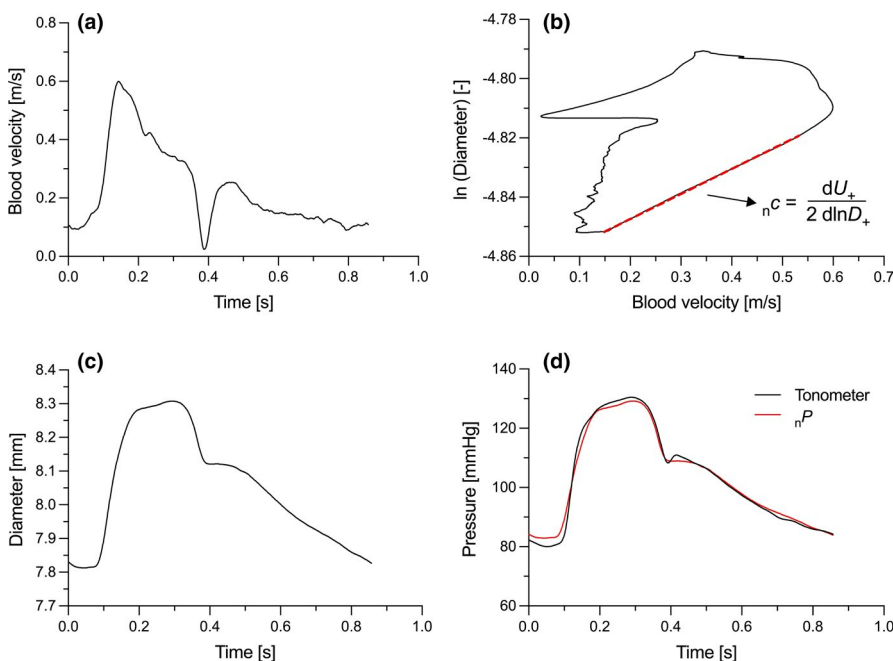 (a)
0.8
0.6
0.4
0.2
0.0
Blood velocity [m/s]
0.0 0.2 0.4 0.6 0.8 1.0
Time [s]
(b)
-4.78
-4.80
-4.82
-4.84
-4.86
ln (Diameter) [-]
nc = dU+ / 2 dlnD+
0.0 0.1 0.2 0.3 0.4 0.5 0.6 0.7
Blood velocity [m/s]
(c)
8.4
8.3
8.2
8.1
8.0
7.9
7.8
7.7
Diameter [mm]
0.0 0.2 0.4 0.6 0.8 1.0
Time [s]
(d)
140
120
100
80
60
Pressure [mmHg]
Tonometer
nP
0.0 0.2 0.4 0.6 0.8 1.0
Time [s]